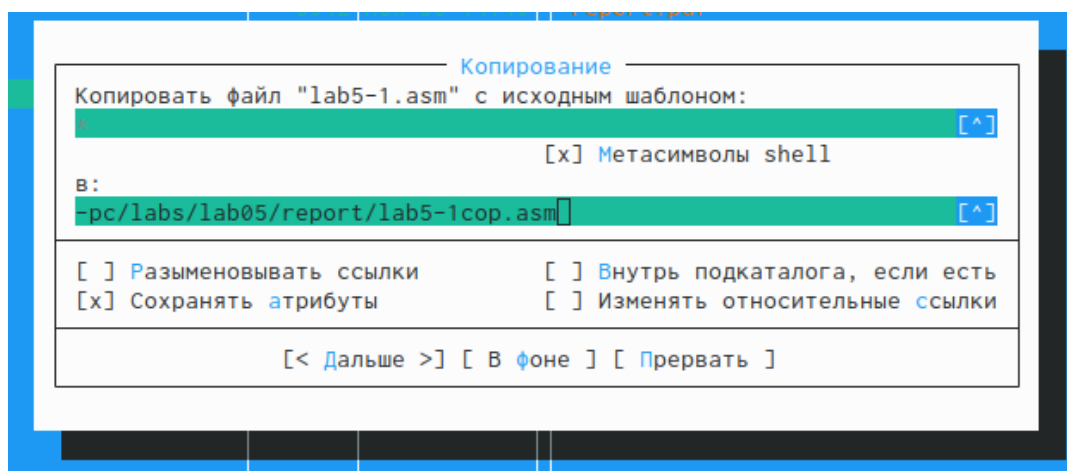 Копирование
Копировать файл "lab5-1.asm" с исходным шаблоном:
* [^]
[x] Метасимволы shell
в:
-pc/labs/lab05/report/lab5-1cop.asm [^]
[ ] Разыменовывать ссылки [ ] Внутрь подкаталога, если есть
[x] Сохранять атрибуты [ ] Изменять относительные ссылки
[< Дальше >] [ В фоне ] [ Прервать ]